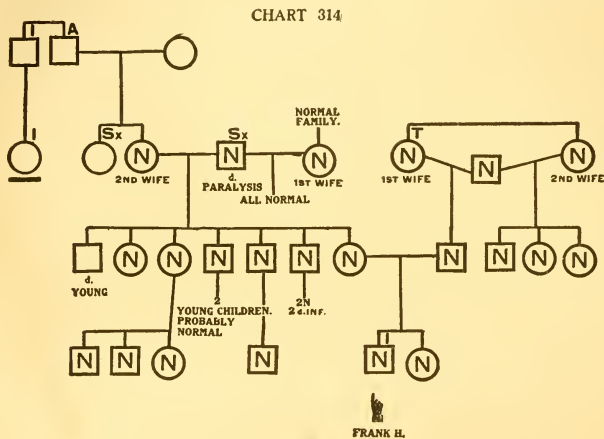 CHART 314
I A
I Sx N Sx N NORMAL
FAMILY.
T N N N
2ND WIFE d. 1ST WIFE 1ST WIFE 2ND WIFE
PARALYSIS
ALL NORMAL
N N N N N N N N N N
d.
YOUNG
2
YOUNG CHILDREN.
PROBABLY
NORMAL
2N
2 d.INF.
N N N N I N N
FRANK H.